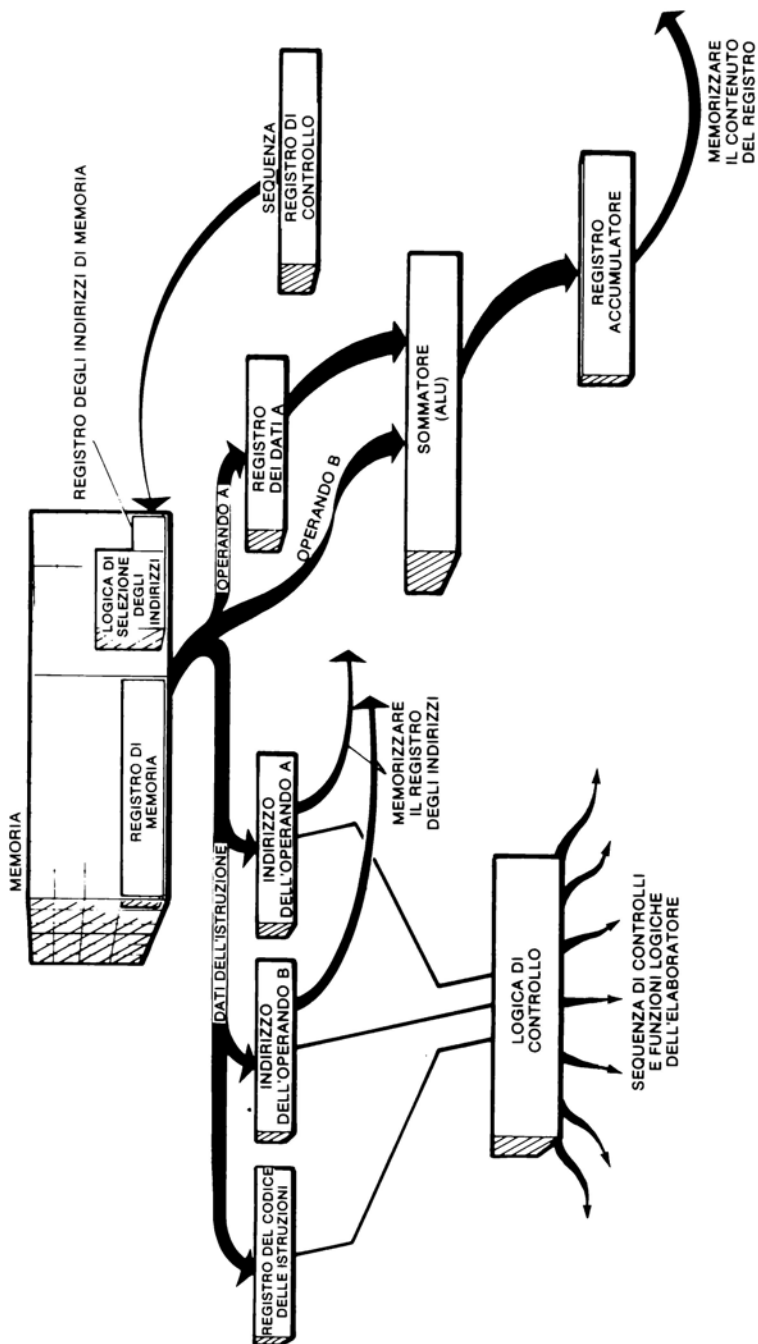 MEMORIA
REGISTRO DEGLI INDIRIZZI DI MEMORIA
REGISTRO DI
MEMORIA
LOGICA DI
SELEZIONE
DEGLI
INDIRIZZI
SEQUENZA
REGISTRO DI
CONTROLLO
DATI DELL'ISTRUZIONE
OPERANDO A
OPERANDO B
REGISTRO DEL CODICE
DELLE ISTRUZIONI
INDIRIZZO
DELL'OPERANDO B
INDIRIZZO
DELL'OPERANDO A
REGISTRO
DEI DATI A
MEMORIZZARE
IL REGISTRO
DEGLI INDIRIZZI
SOMMATORE
(ALU)
LOGICA DI
CONTROLLO
REGISTRO
ACCUMULATORE
SEQUENZA DI CONTROLLI
E FUNZIONI LOGICHE
DELL'ELABORATORE
MEMORIZZARE
IL CONTENUTO
DEL REGISTRO